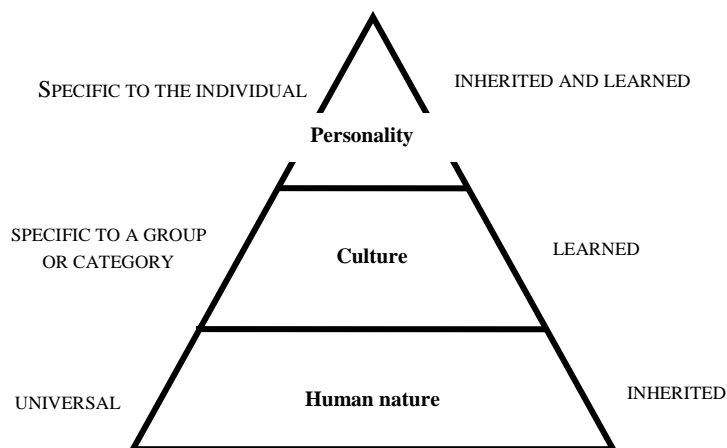 SPECIFIC TO THE INDIVIDUAL
INHERITED AND LEARNED
Personality
SPECIFIC TO A GROUP
OR CATEGORY
Culture
LEARNED
UNIVERSAL
Human nature
INHERITED